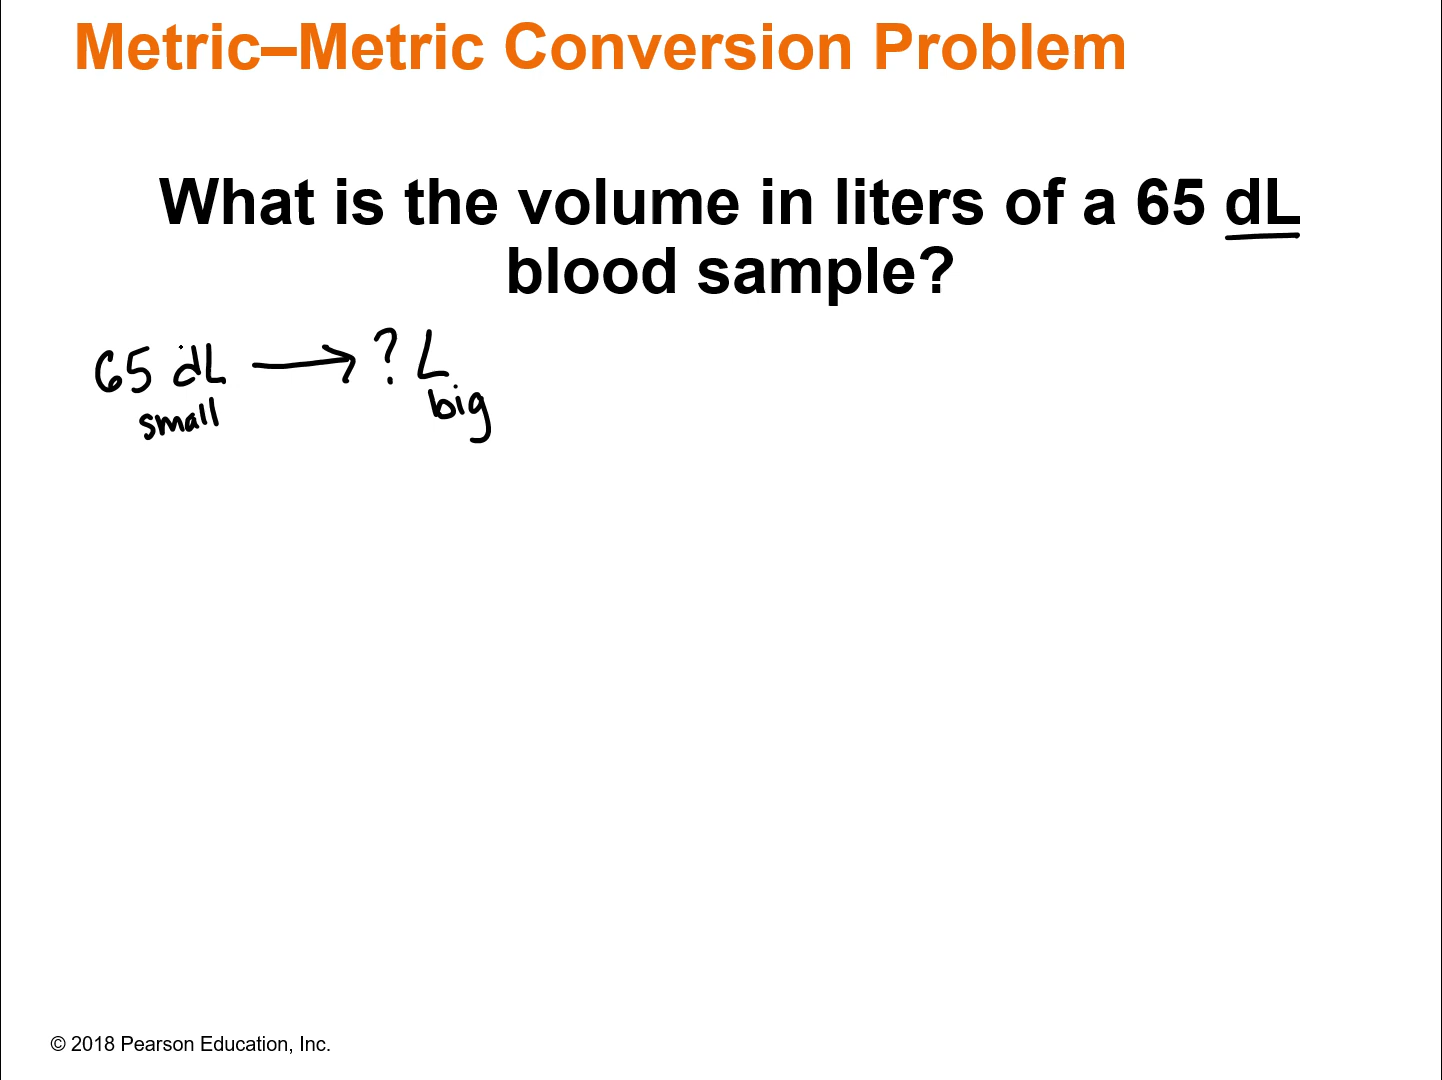 Metric–Metric Conversion Problem
What is the volume in liters of a 65 dL
blood sample?
65 dL ⟶ ? L
small big
© 2018 Pearson Education, Inc.